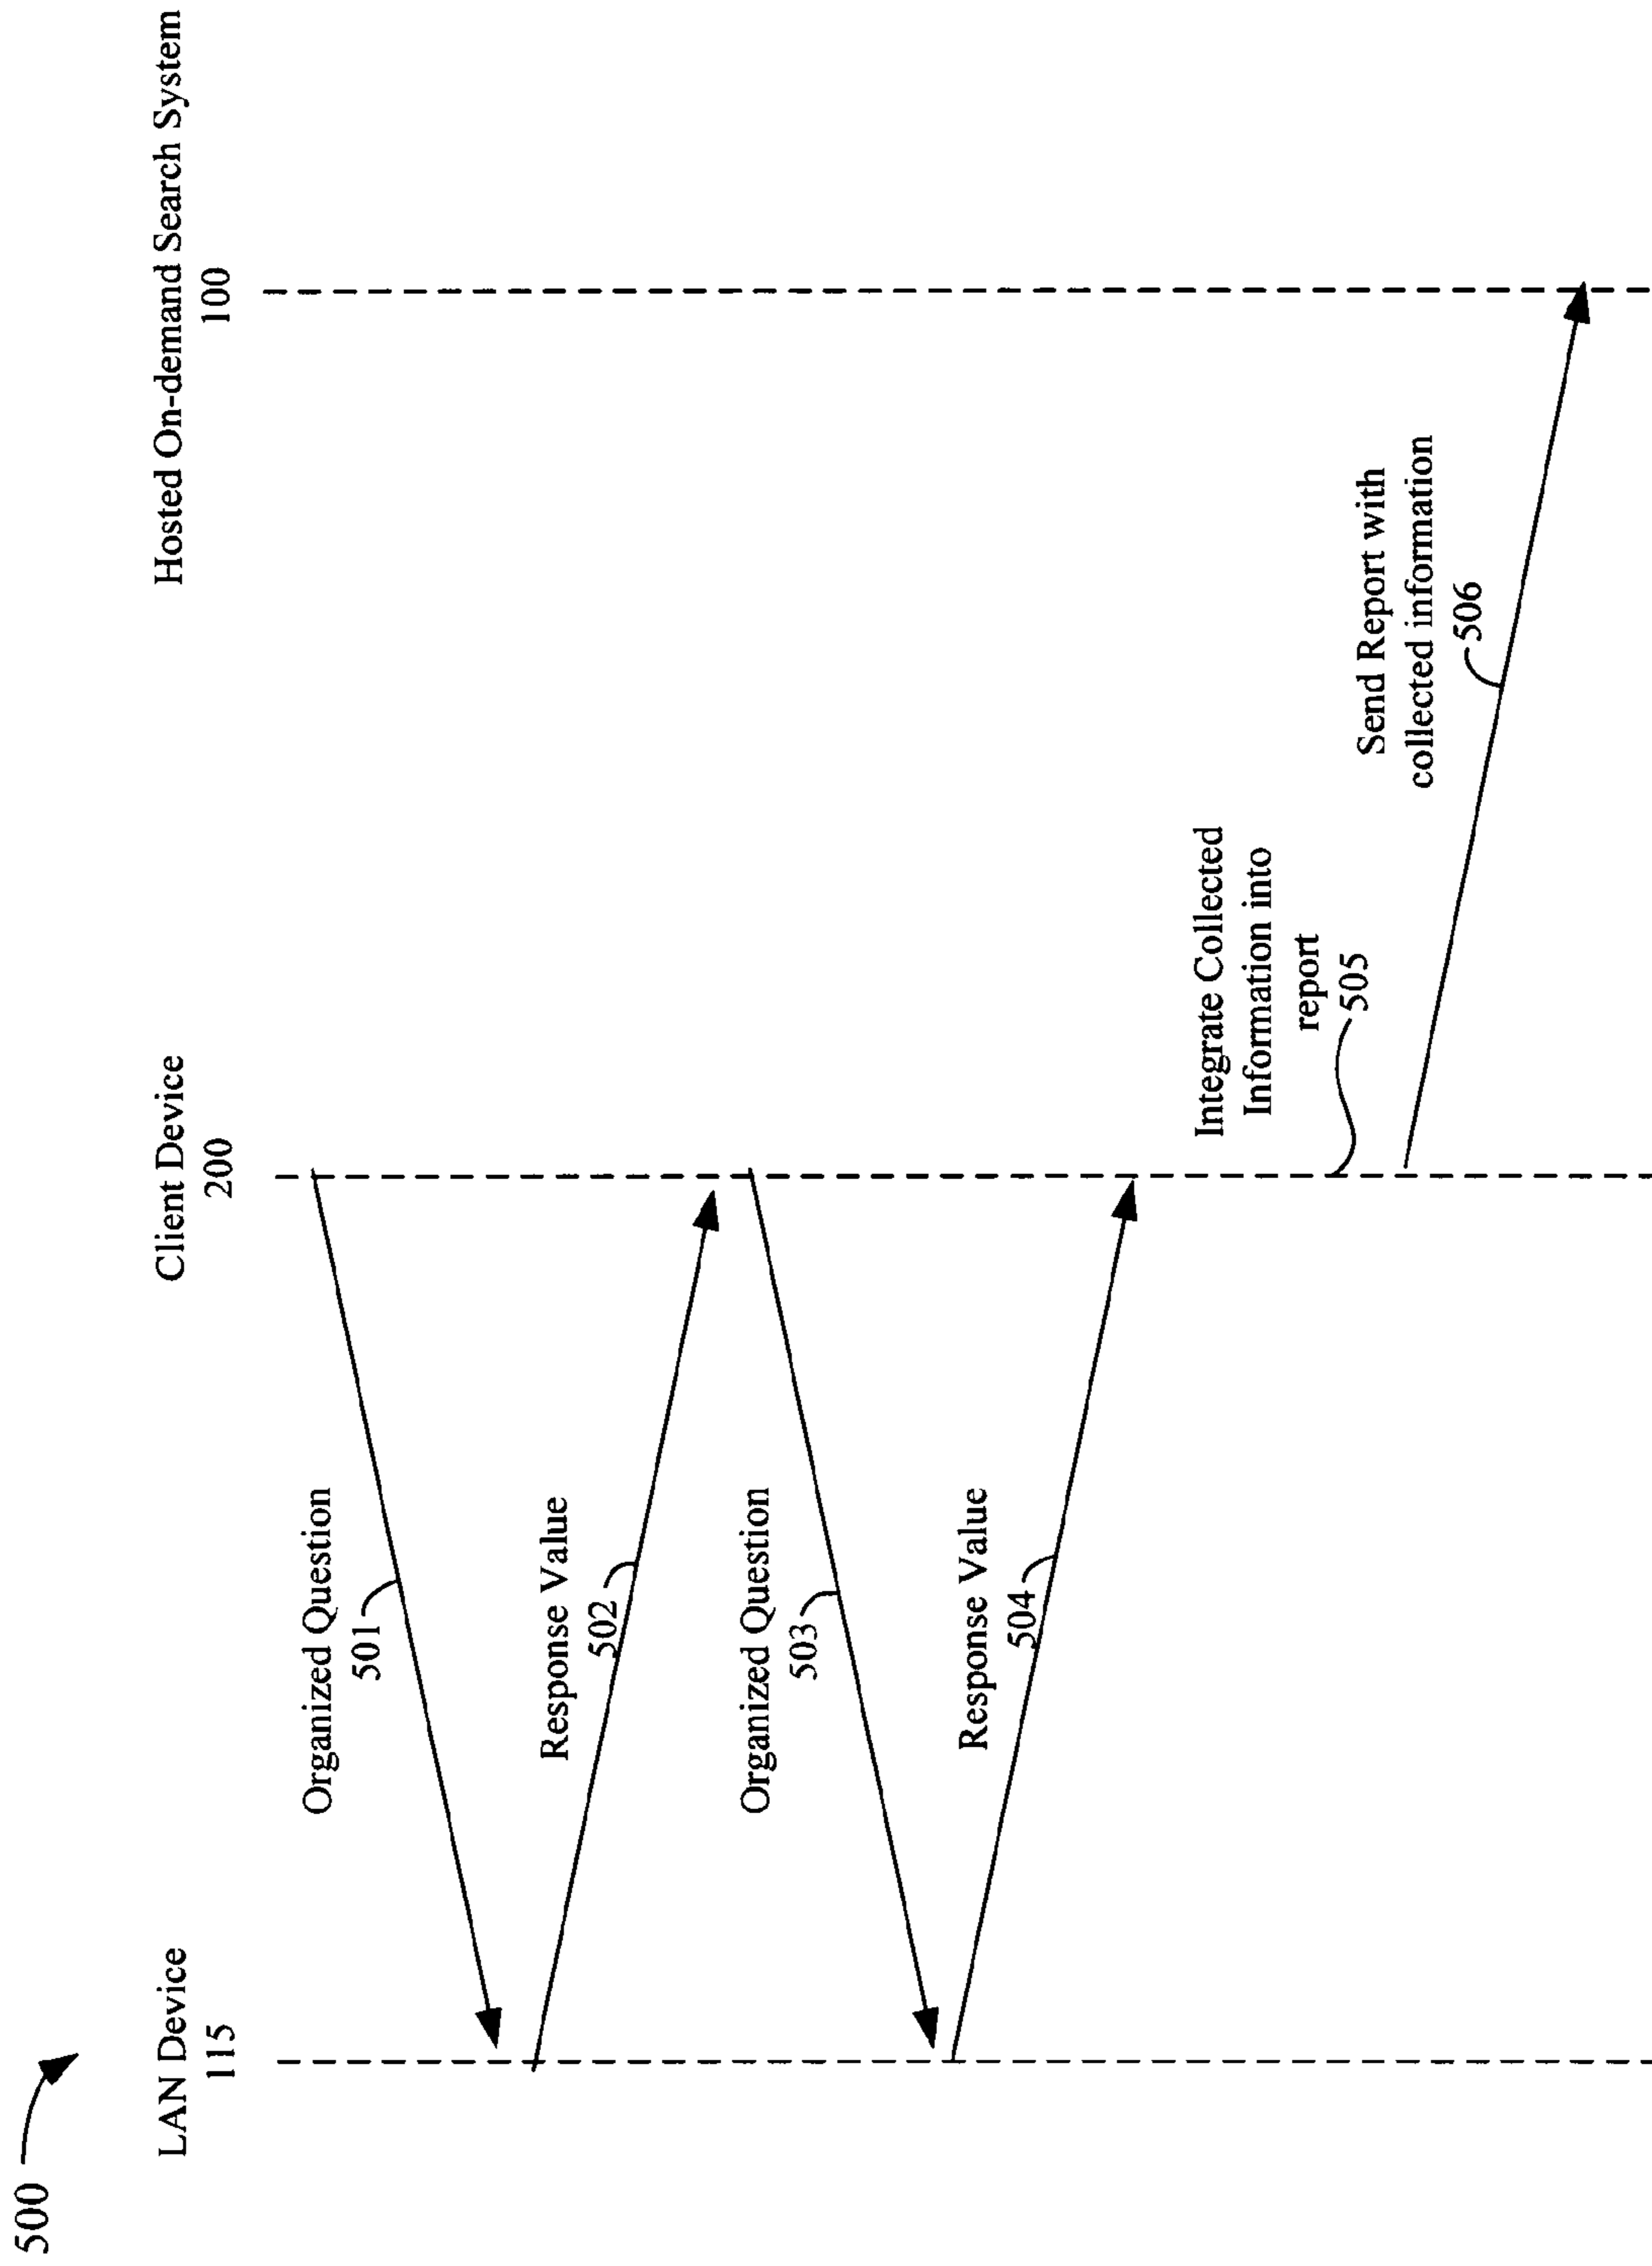 500
LAN Device
115
Client Device
200
Hosted On-demand Search System
100
Organized Question
501
Response Value
502
Organized Question
503
Response Value
504
Integrate Collected
Information into
report
505
Send Report with
collected information
506